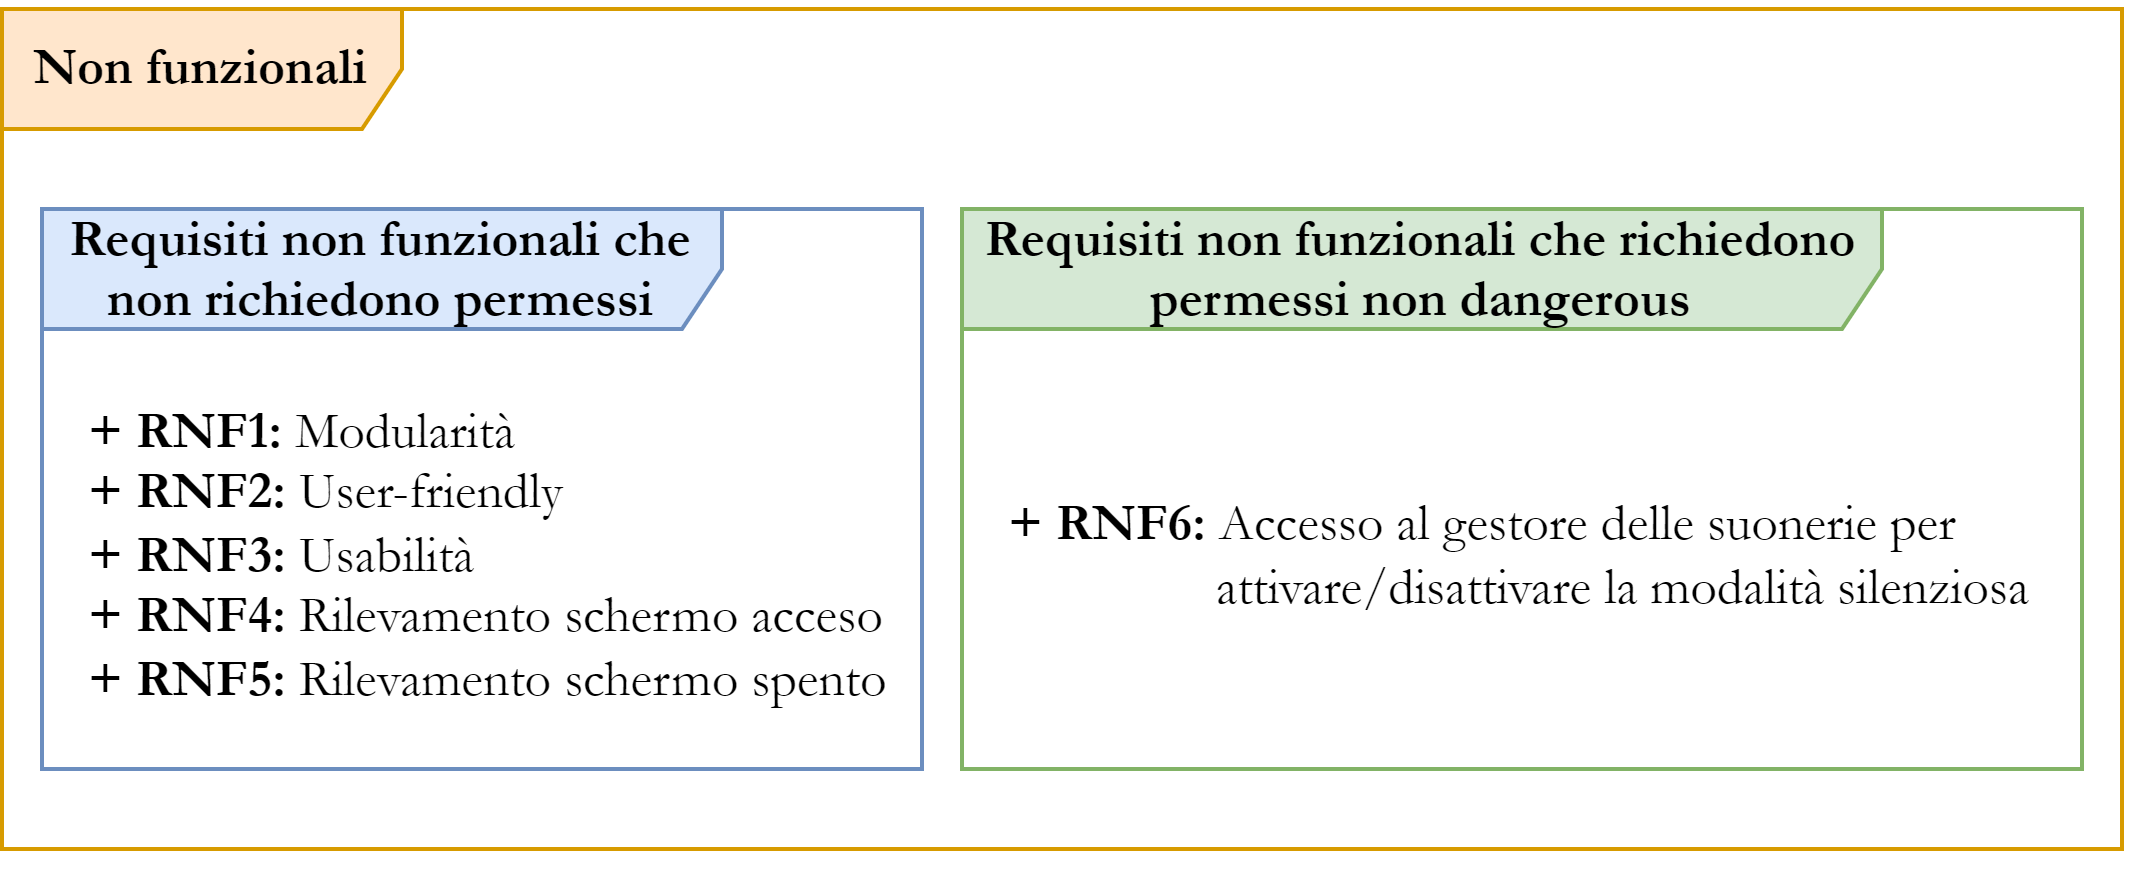 Non funzionali
Requisiti non funzionali che
non richiedono permessi
+ RNF1: Modularità
+ RNF2: User-friendly
+ RNF3: Usabilità
+ RNF4: Rilevamento schermo acceso
+ RNF5: Rilevamento schermo spento
Requisiti non funzionali che richiedono
permessi non dangerous
+ RNF6: Accesso al gestore delle suonerie per
attivare/disattivare la modalità silenziosa